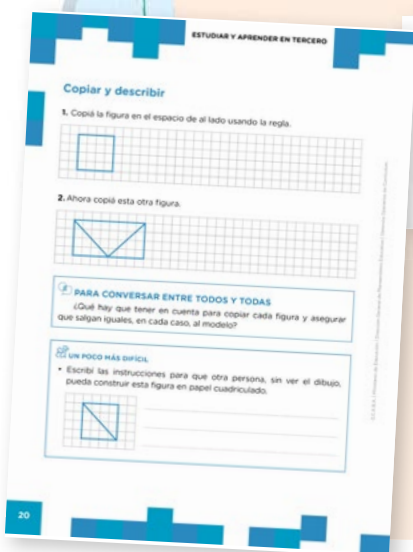 ESTUDIAR Y APRENDER EN TERCERO
Copiar y describir
1. Copiá la figura en el espacio de al lado usando la regla.
2. Ahora copiá esta otra figura.
PARA CONVERSAR ENTRE TODOS Y TODAS
¿Qué hay que tener en cuenta para copiar cada figura y asegurar
que salgan iguales, en cada caso, al modelo?
UN POCO MÁS DIFÍCIL
• Escribí las instrucciones para que otra persona, sin ver el dibujo,
pueda construir esta figura en papel cuadriculado.
20